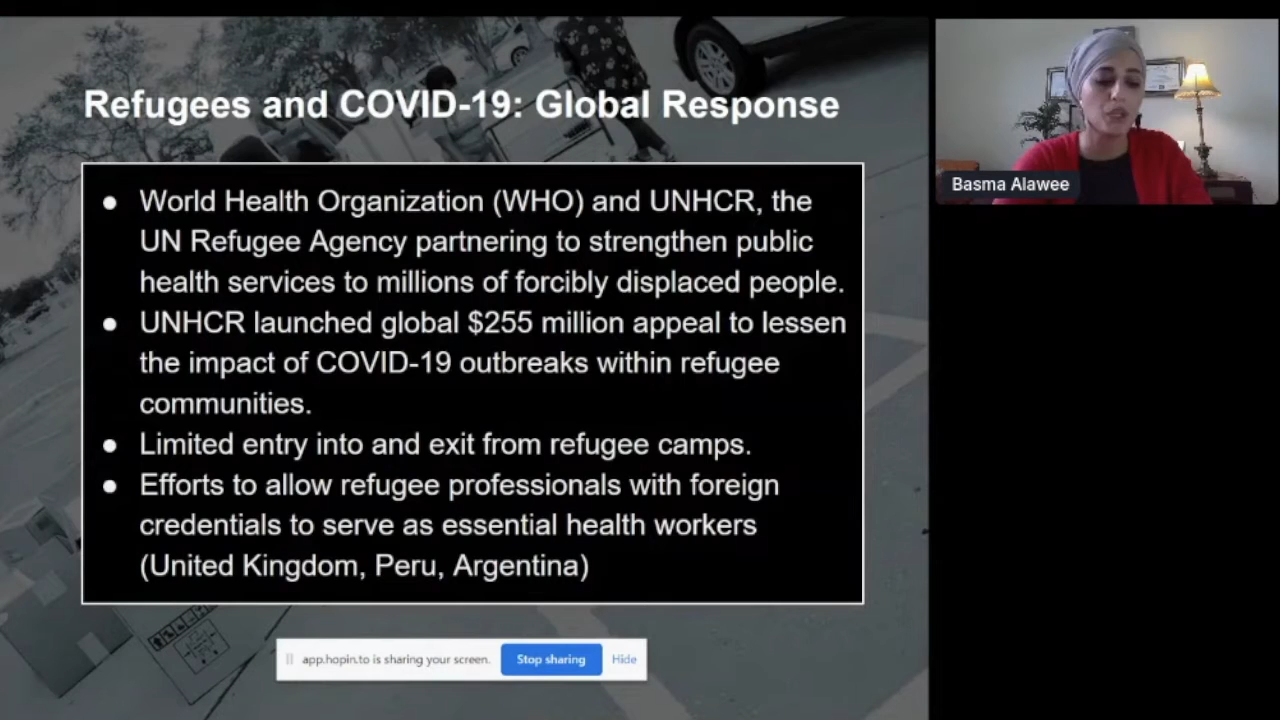 Refugees and COVID-19: Global Response
● World Health Organization (WHO) and UNHCR, the
UN Refugee Agency partnering to strengthen public
health services to millions of forcibly displaced people.
● UNHCR launched global $255 million appeal to lessen
the impact of COVID-19 outbreaks within refugee
communities.
● Limited entry into and exit from refugee camps.
● Efforts to allow refugee professionals with foreign
credentials to serve as essential health workers
(United Kingdom, Peru, Argentina)
Basma Alawee
app.hopin.to is sharing your screen. Stop sharing Hide